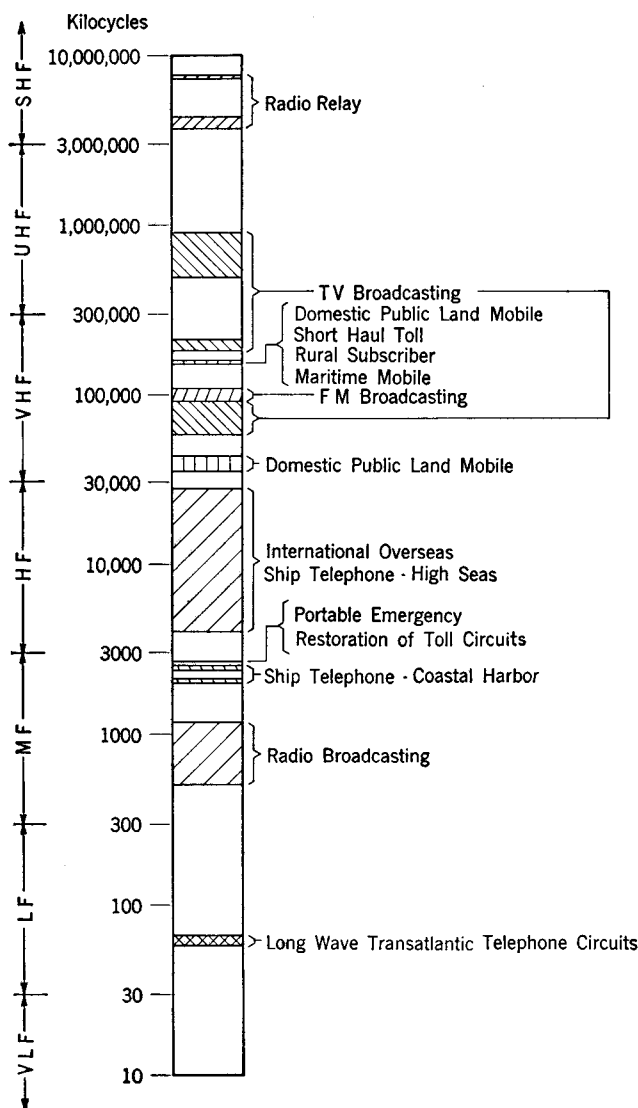 Kilocycles
SHF
10,000,000
Radio Relay
3,000,000
UHF
1,000,000
TV Broadcasting
300,000
Domestic Public Land Mobile
Short Haul Toll
Rural Subscriber
Maritime Mobile
VHF
100,000
FM Broadcasting
Domestic Public Land Mobile
30,000
HF
10,000
International Overseas
Ship Telephone - High Seas
Portable Emergency
Restoration of Toll Circuits
3000
Ship Telephone - Coastal Harbor
MF
1000
Radio Broadcasting
300
LF
100
Long Wave Transatlantic Telephone Circuits
30
VLF
10